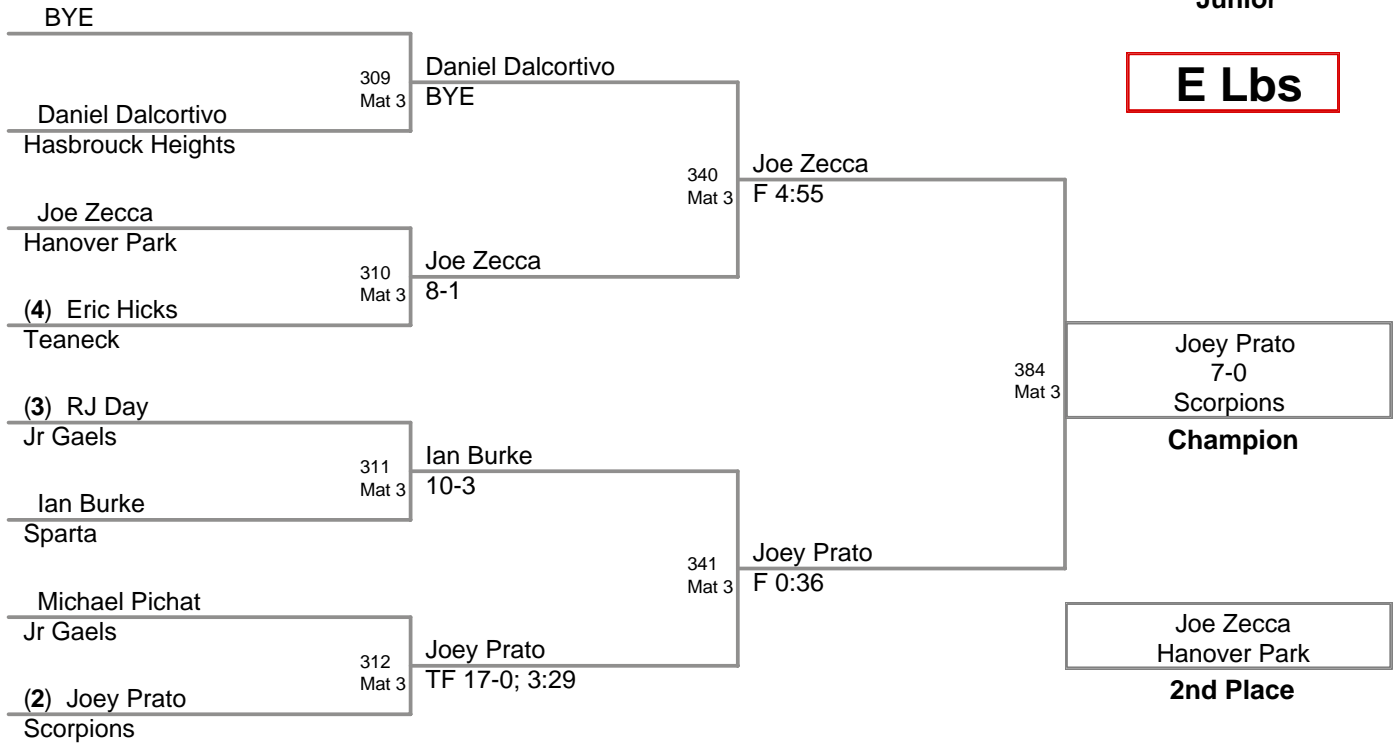 Junior
E Lbs
BYE
309
Mat 3
Daniel Dalcortivo
Hasbrouck Heights
Daniel Dalcortivo
BYE
Joe Zecca
Hanover Park
310
Mat 3
(4) Eric Hicks
Teaneck
Joe Zecca
8-1
340
Mat 3
Joe Zecca
F 4:55
(3) RJ Day
Jr Gaels
311
Mat 3
Ian Burke
Sparta
Ian Burke
10-3
Michael Pichat
Jr Gaels
312
Mat 3
(2) Joey Prato
Scorpions
Joey Prato
TF 17-0; 3:29
341
Mat 3
Joey Prato
F 0:36
384
Mat 3
Joey Prato
7-0
Scorpions
Champion
Joe Zecca
Hanover Park
2nd Place